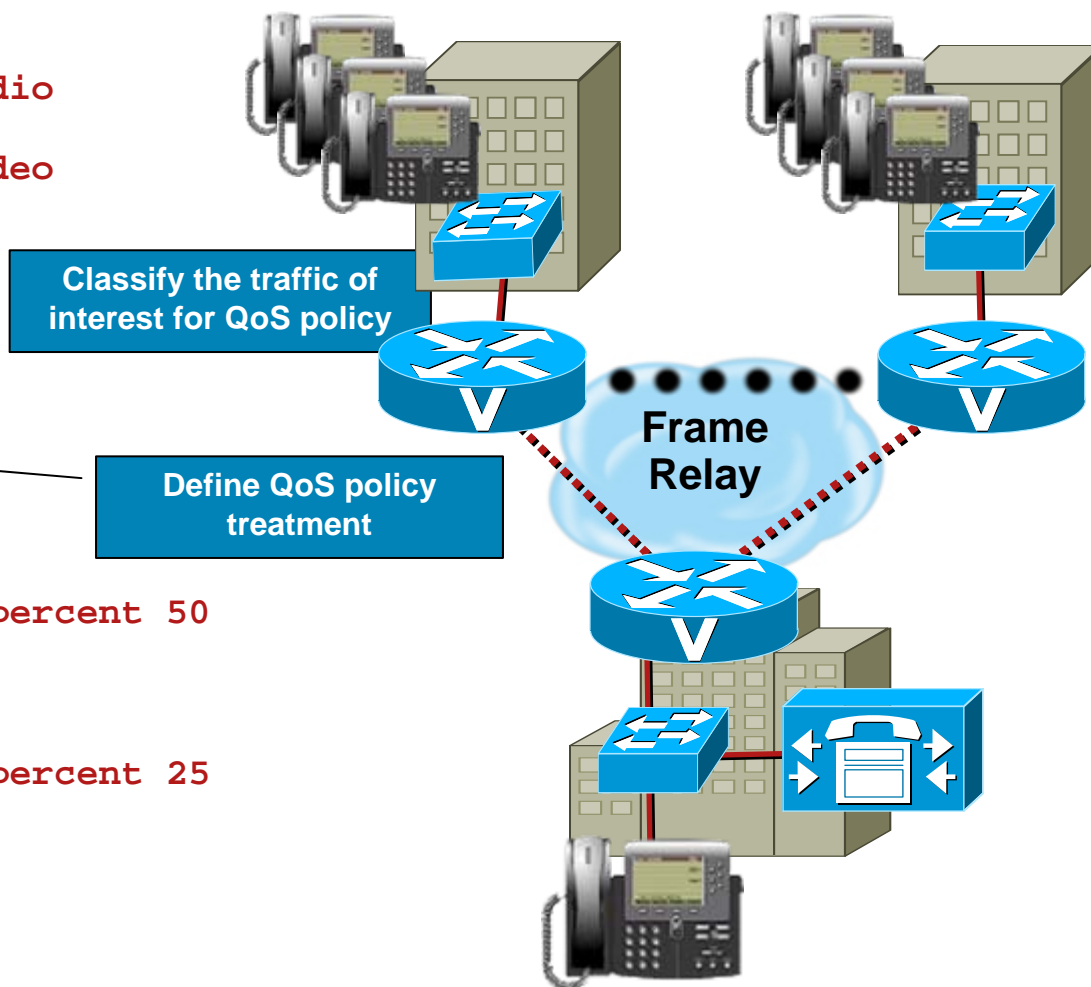 dio
deo
Classify the traffic of
interest for QoS policy
V
V
Frame
Relay
Define QoS policy
treatment
V
percent 50
percent 25